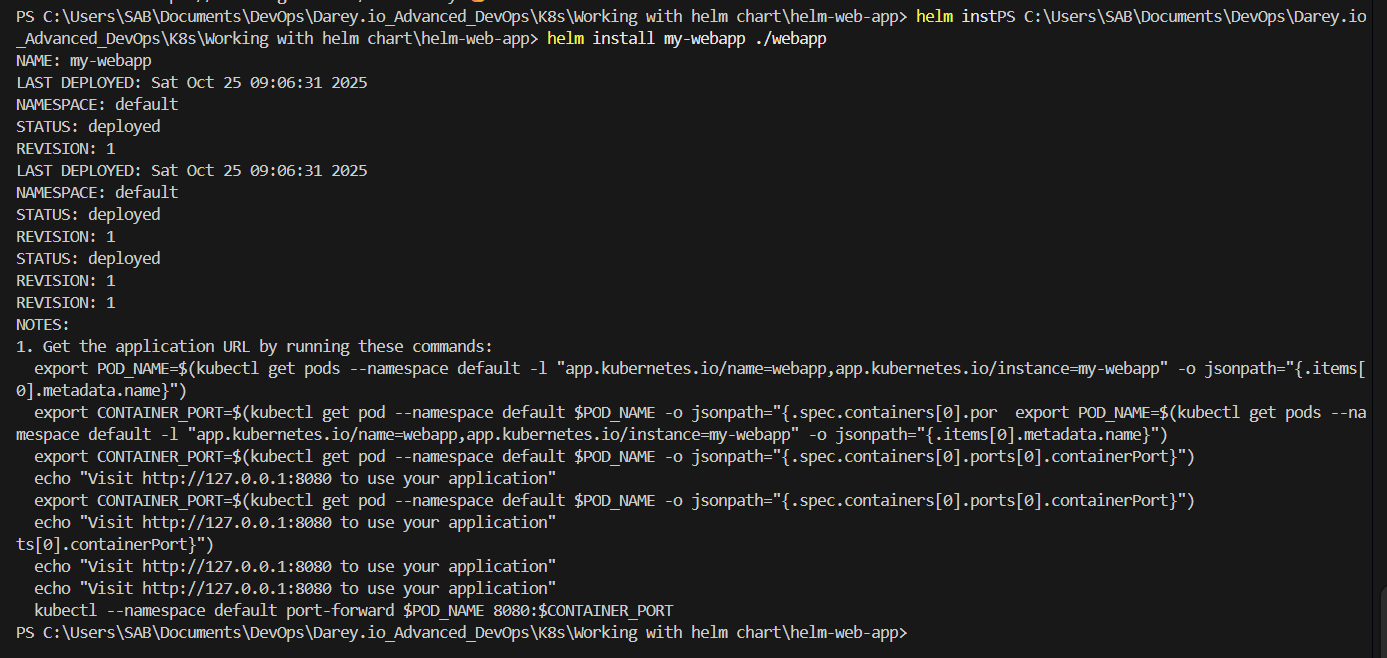 PS C:\Users\SAB\Documents\DevOps\Darey.io_Advanced_DevOps\K8s\Working with helm chart\helm-web-app> helm instPS C:\Users\SAB\Documents\DevOps\Darey.io
_Advanced_DevOps\K8s\Working with helm chart\helm-web-app> helm install my-webapp ./webapp
NAME: my-webapp
LAST DEPLOYED: Sat Oct 25 09:06:31 2025
NAMESPACE: default
STATUS: deployed
REVISION: 1
LAST DEPLOYED: Sat Oct 25 09:06:31 2025
NAMESPACE: default
STATUS: deployed
REVISION: 1
STATUS: deployed
REVISION: 1
REVISION: 1
NOTES:
1. Get the application URL by running these commands:
  export POD_NAME=$(kubectl get pods --namespace default -l "app.kubernetes.io/name=webapp,app.kubernetes.io/instance=my-webapp" -o jsonpath="{.items[
0].metadata.name}")
  export CONTAINER_PORT=$(kubectl get pod --namespace default $POD_NAME -o jsonpath="{.spec.containers[0].por  export POD_NAME=$(kubectl get pods --na
mespace default -l "app.kubernetes.io/name=webapp,app.kubernetes.io/instance=my-webapp" -o jsonpath="{.items[0].metadata.name}")
  export CONTAINER_PORT=$(kubectl get pod --namespace default $POD_NAME -o jsonpath="{.spec.containers[0].ports[0].containerPort}")
  echo "Visit http://127.0.0.1:8080 to use your application"
  export CONTAINER_PORT=$(kubectl get pod --namespace default $POD_NAME -o jsonpath="{.spec.containers[0].ports[0].containerPort}")
  echo "Visit http://127.0.0.1:8080 to use your application"
ts[0].containerPort}")
  echo "Visit http://127.0.0.1:8080 to use your application"
  echo "Visit http://127.0.0.1:8080 to use your application"
  kubectl --namespace default port-forward $POD_NAME 8080:$CONTAINER_PORT
PS C:\Users\SAB\Documents\DevOps\Darey.io_Advanced_DevOps\K8s\Working with helm chart\helm-web-app>